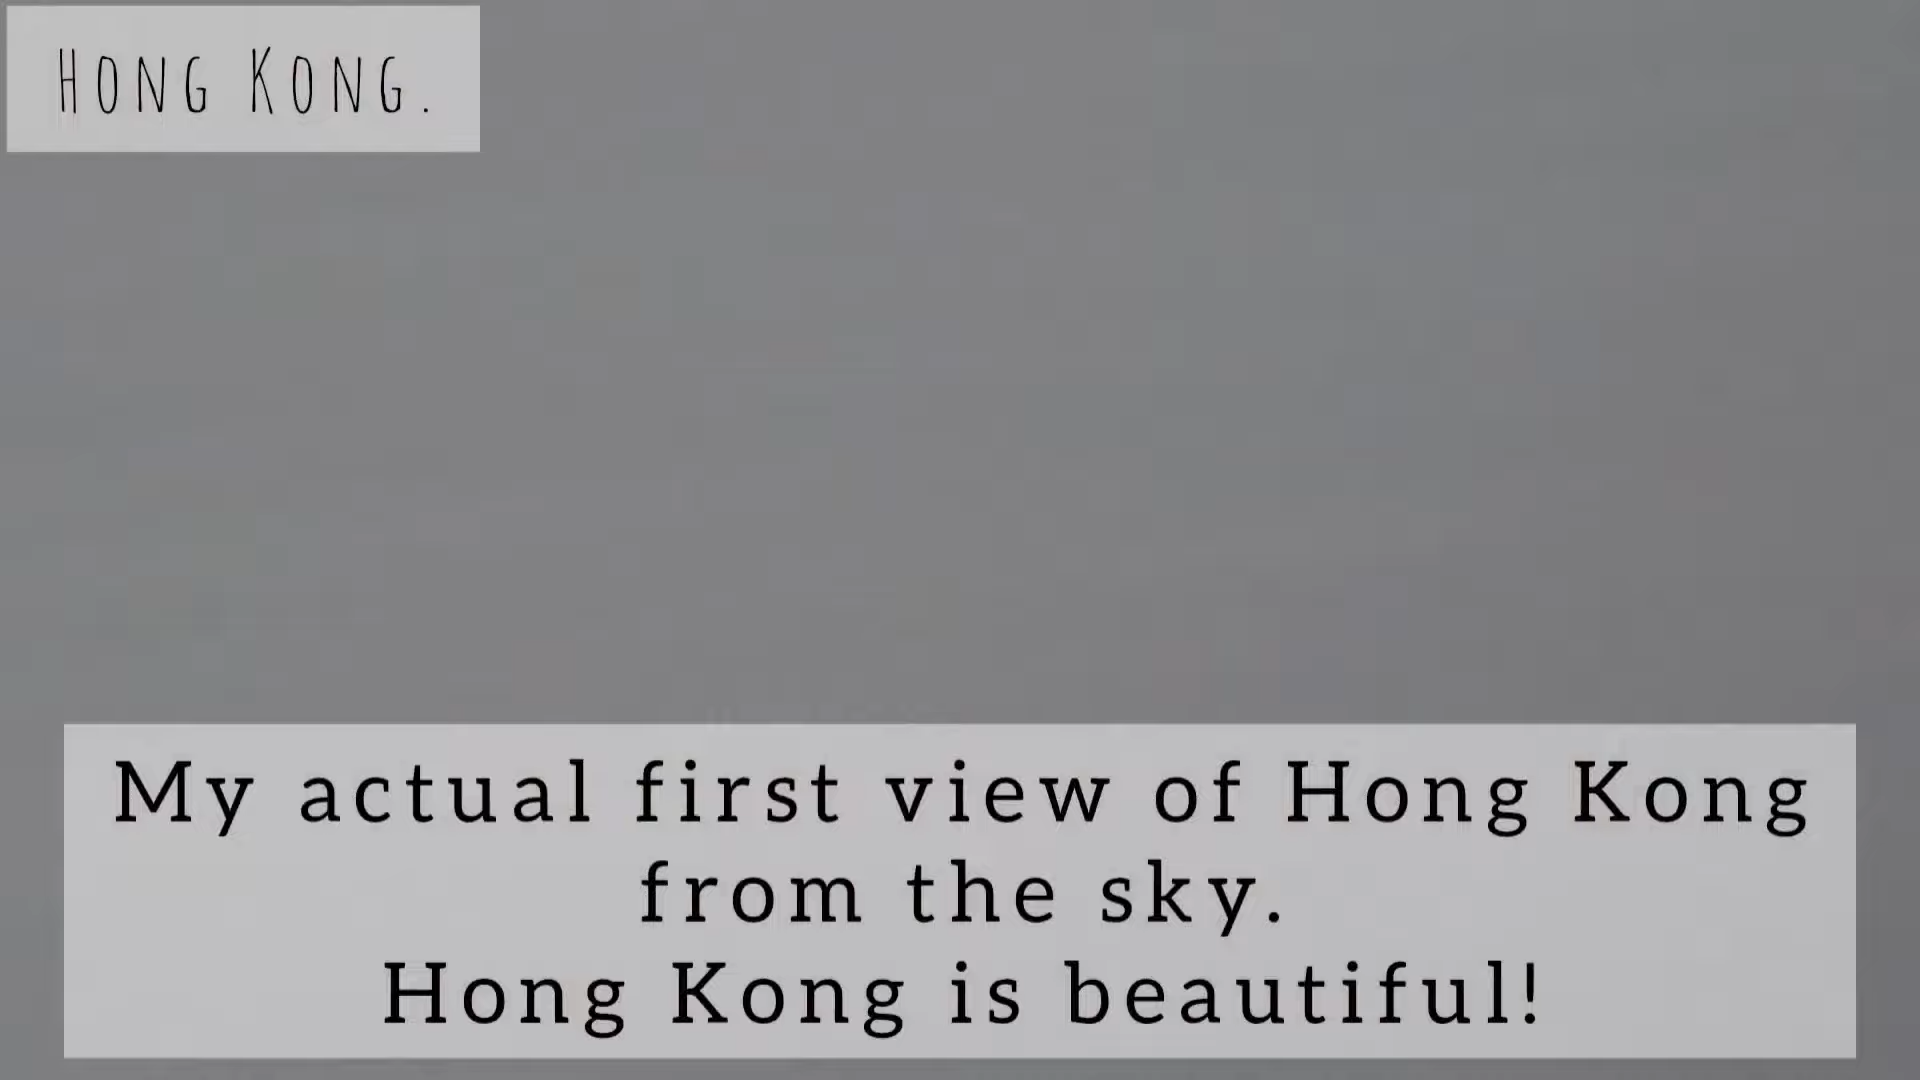 Hong Kong.
My actual first view of Hong Kong
from the sky.
Hong Kong is beautiful!